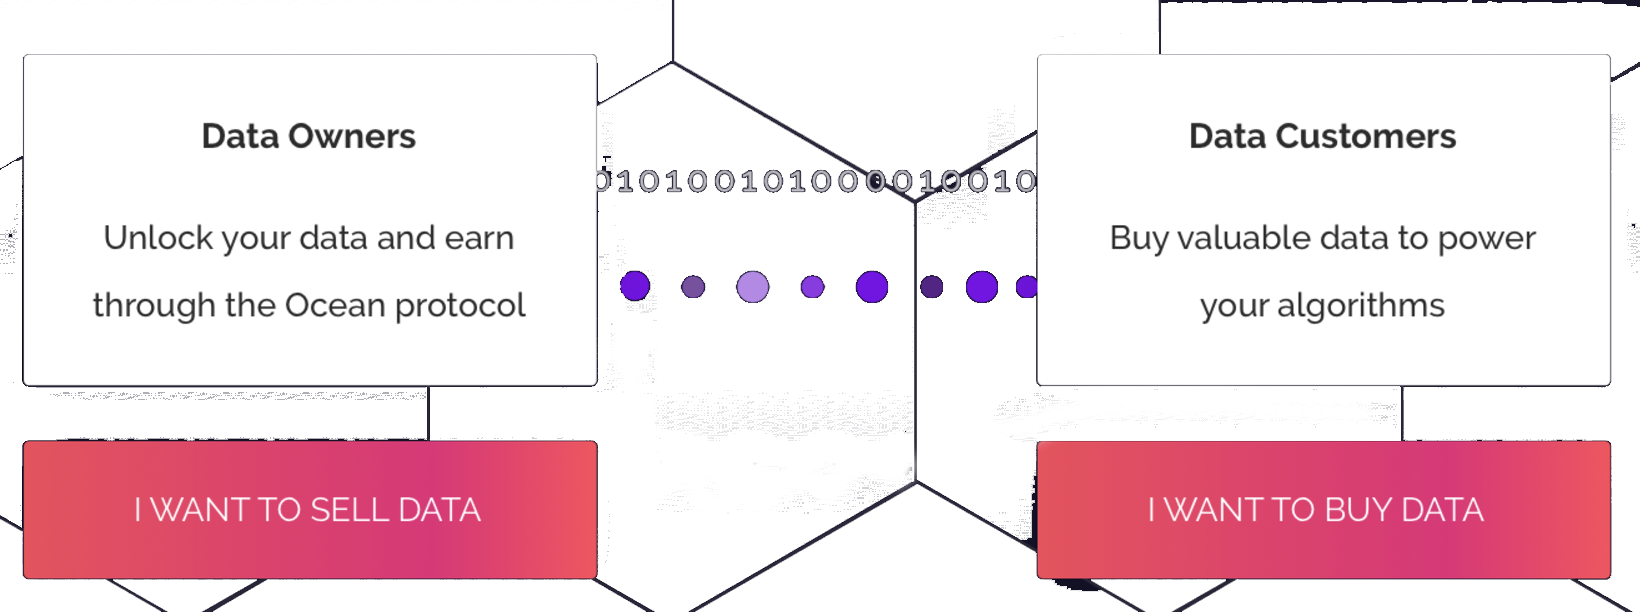 Data Owners
Unlock your data and earn
through the Ocean protocol
I WANT TO SELL DATA
010100101000010010
Data Customers
Buy valuable data to power
your algorithms
I WANT TO BUY DATA